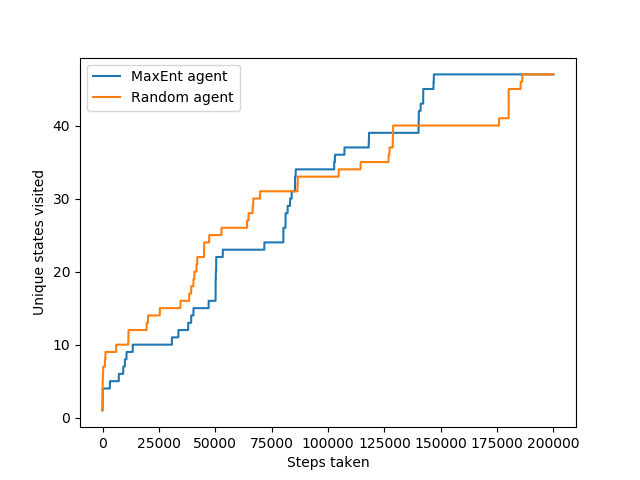 MaxEnt agent
Random agent
40
30
20
10
0
Unique states visited
0 25000 50000 75000 100000 125000 150000 175000 200000
Steps taken